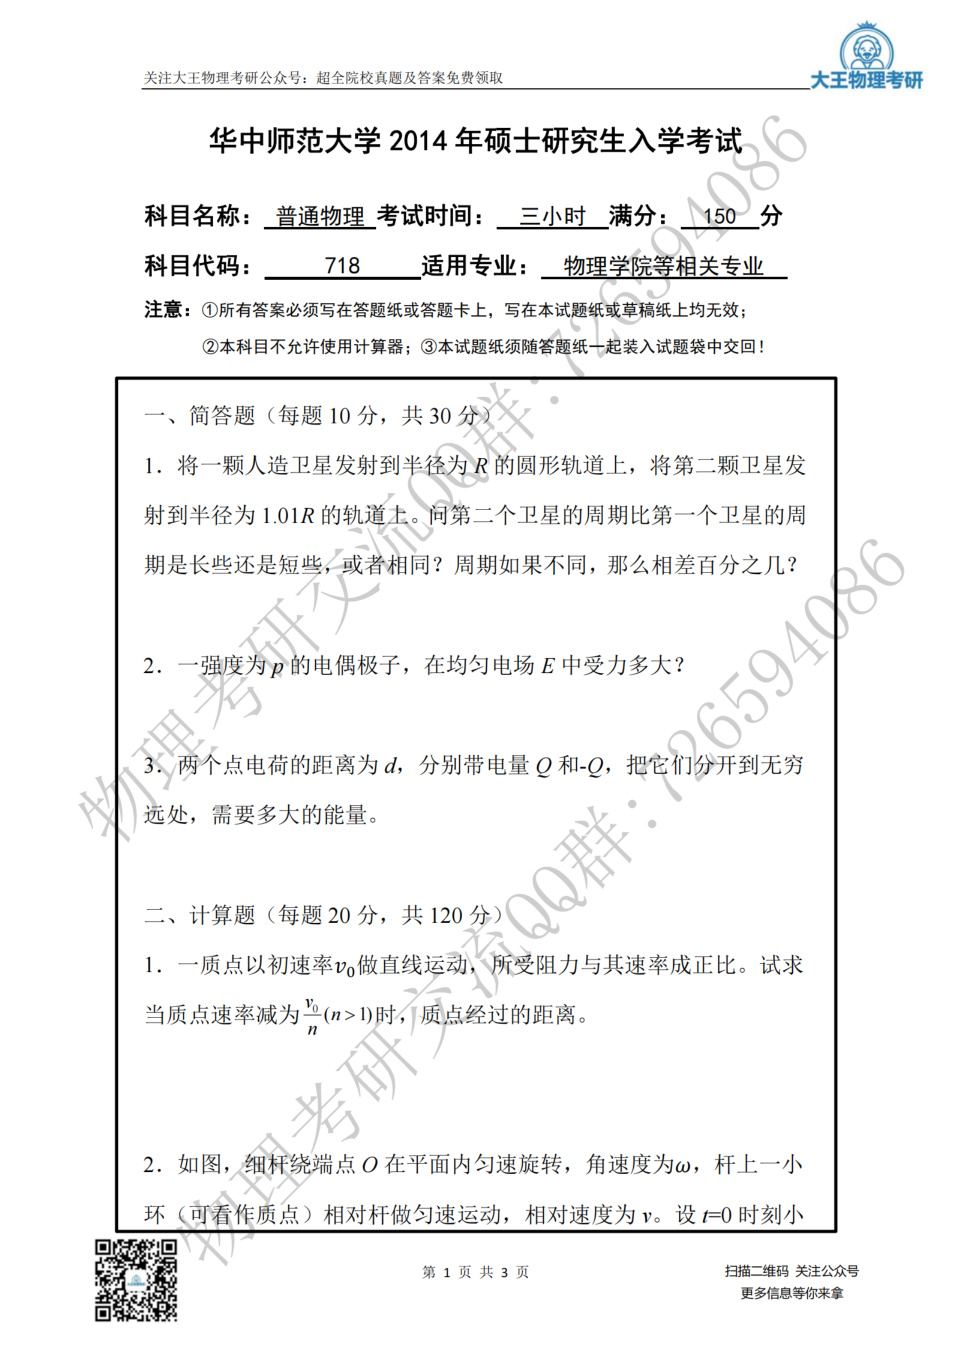 关注大王物理考研公众号：超全院校真题及答案免费领取
大王物理考研
华中师范大学 2014 年硕士研究生入学考试
科目名称： 普通物理 考试时间： 三小时 满分： 150 分
科目代码： 718 适用专业： 物理学院等相关专业
注意：①所有答案必须写在答题纸或答题卡上，写在本试题纸或草稿纸上均无效；
②本科目不允许使用计算器；③本试题纸须随答题纸一起装入试题袋中交回！
一、简答题（每题 10 分，共 30 分）
1．将一颗人造卫星发射到半径为 R 的圆形轨道上，将第二颗卫星发
射到半径为 1.01R 的轨道上。问第二个卫星的周期比第一个卫星的周
期是长些还是短些，或者相同？周期如果不同，那么相差百分之几？
2．一强度为 p 的电偶极子，在均匀电场 E 中受力多大？
3．两个点电荷的距离为 d，分别带电量 Q 和-Q，把它们分开到无穷
远处，需要多大的能量。
二、计算题（每题 20 分，共 120 分）
1．一质点以初速率v₀做直线运动，所受阻力与其速率成正比。试求
当质点速率减为 v₀/n (n > 1)时，质点经过的距离。
2．如图，细杆绕端点 O 在平面内匀速旋转，角速度为ω，杆上一小
环（可看作质点）相对杆做匀速运动，相对速度为 v。设 t=0 时刻小
物理考研交流QQ群：726594086
物理考研交流QQ群：726594086
大王物理考研
第 1 页 共 3 页
扫描二维码 关注公众号
更多信息等你来拿